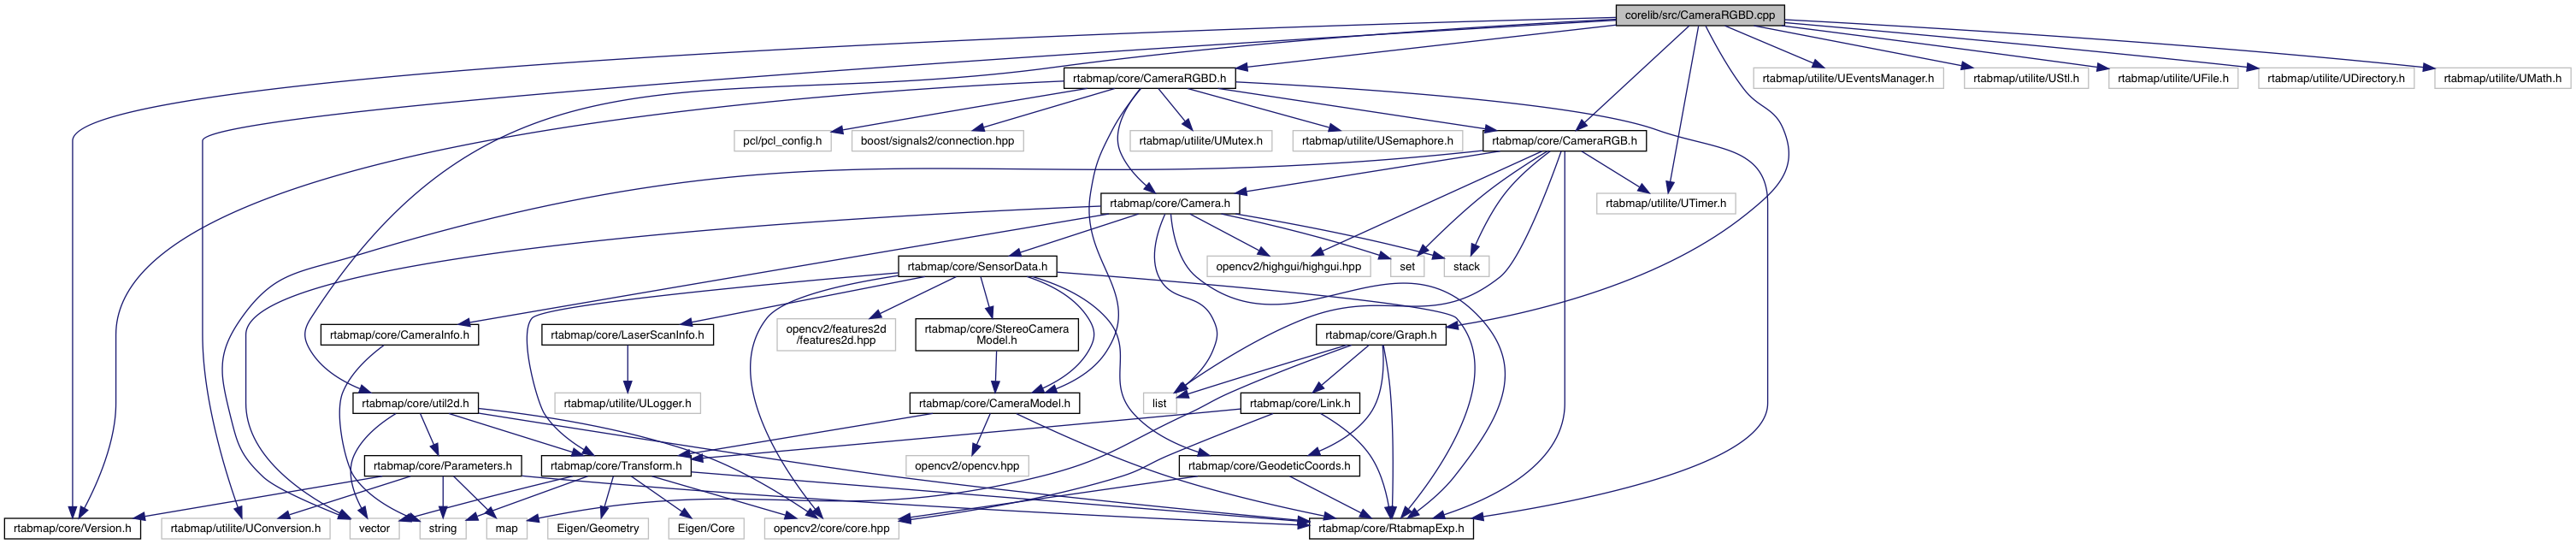 corelib/src/CameraRGBD.cpp
rtabmap/core/CameraRGBD.h
rtabmap/utilite/UEventsManager.h
rtabmap/utilite/UStl.h
rtabmap/utilite/UFile.h
rtabmap/utilite/UDirectory.h
rtabmap/utilite/UMath.h
pcl/pcl_config.h
boost/signals2/connection.hpp
rtabmap/utilite/UMutex.h
rtabmap/utilite/USemaphore.h
rtabmap/core/CameraRGB.h
rtabmap/core/Camera.h
rtabmap/utilite/UTimer.h
rtabmap/core/SensorData.h
opencv2/highgui/highgui.hpp
set
stack
rtabmap/core/CameraInfo.h
rtabmap/core/LaserScanInfo.h
opencv2/features2d
/features2d.hpp
rtabmap/core/StereoCamera
Model.h
rtabmap/core/Graph.h
rtabmap/core/util2d.h
rtabmap/utilite/ULogger.h
rtabmap/core/CameraModel.h
list
rtabmap/core/Link.h
rtabmap/core/Parameters.h
rtabmap/core/Transform.h
opencv2/opencv.hpp
rtabmap/core/GeodeticCoords.h
rtabmap/core/Version.h
rtabmap/utilite/UConversion.h
vector
string
map
Eigen/Geometry
Eigen/Core
opencv2/core/core.hpp
rtabmap/core/RtabmapExp.h